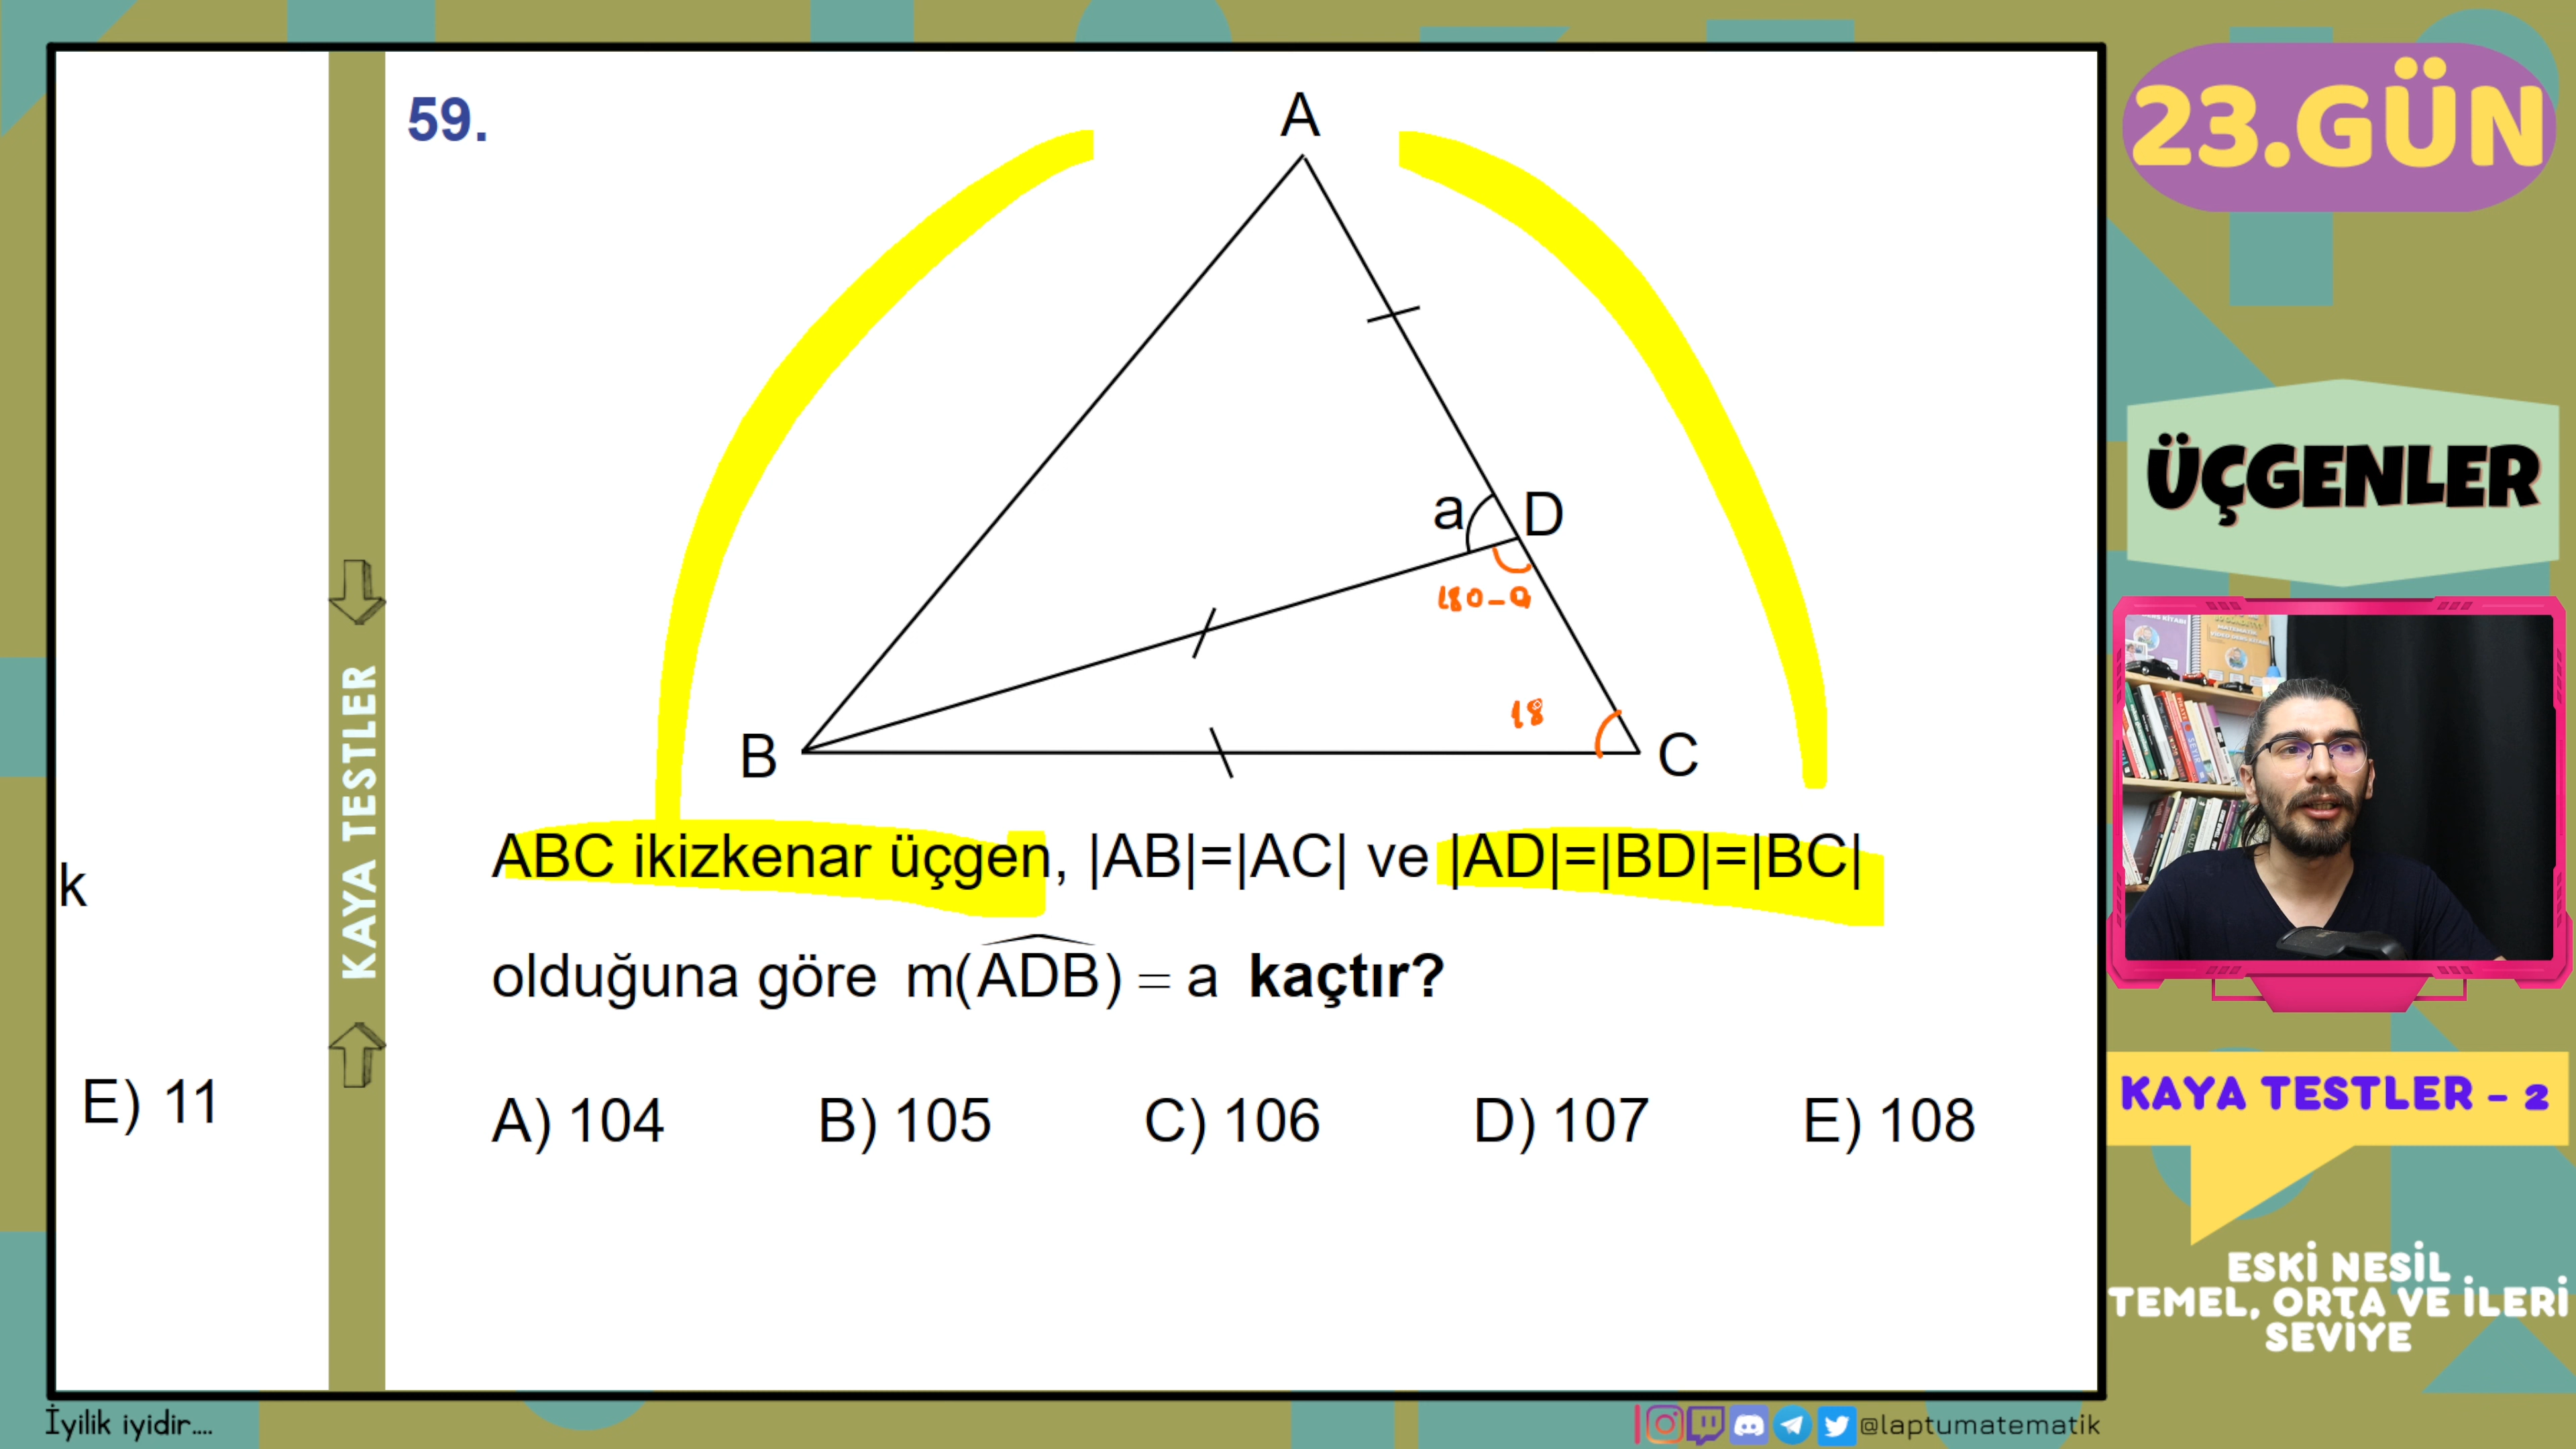 59.
A
a
D
180-a
18
B
C
ABC ikizkenar üçgen, |AB|=|AC| ve |AD|=|BD|=|BC|
olduğuna göre m(ADB) = a kaçtır?
A) 104 B) 105 C) 106 D) 107 E) 108
k
E) 11
KAYA TESTLER
23.GÜN
ÜÇGENLER
KAYA TESTLER - 2
ESKİ NESİL
TEMEL, ORTA VE İLERİ
SEVİYE
İyilik iyidir....
@laptumatematik